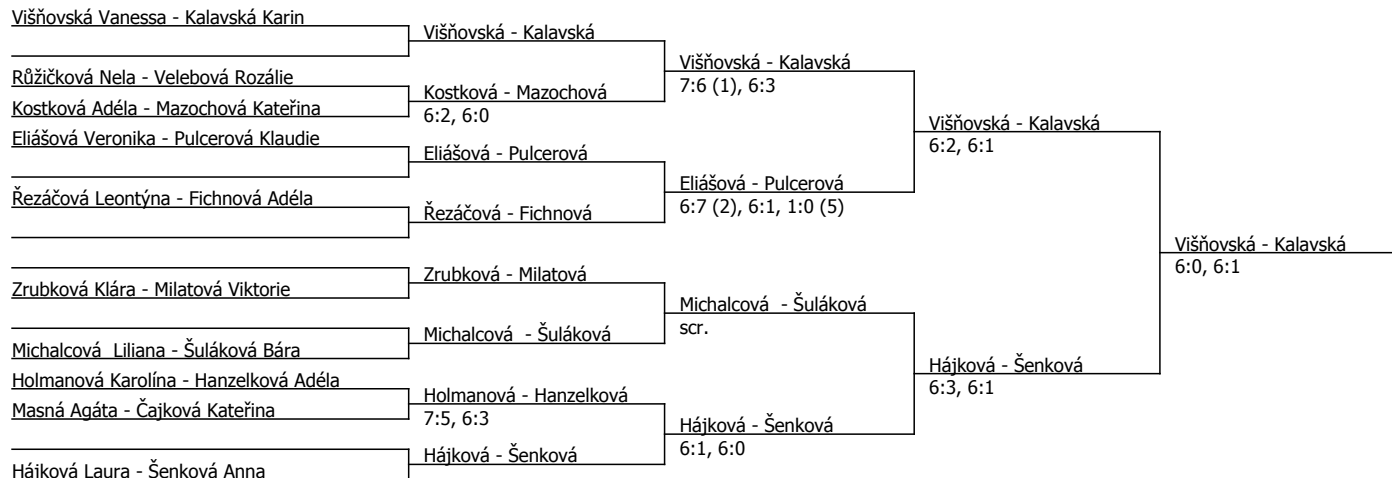 Višňovská Vanessa - Kalavská Karin
Růžičková Nela - Velebová Rozálie
Kostková Adéla - Mazochová Kateřina
Eliášová Veronika - Pulcerová Klaudie
Řezáčová Leontýna - Fichnová Adéla
Zrubková Klára - Milatová Viktorie
Michalcová  Liliana - Šuláková Bára
Holmanová Karolína - Hanzelková Adéla
Masná Agáta - Čajková Kateřina
Hájková Laura - Šenková Anna
Višňovská - Kalavská
Kostková - Mazochová
6:2, 6:0
Eliášová - Pulcerová
Řezáčová - Fichnová
Zrubková - Milatová
Michalcová  - Šuláková
Holmanová - Hanzelková
7:5, 6:3
Hájková - Šenková
Višňovská - Kalavská
7:6 (1), 6:3
Eliášová - Pulcerová
6:7 (2), 6:1, 1:0 (5)
Michalcová  - Šuláková
scr.
Hájková - Šenková
6:1, 6:0
Višňovská - Kalavská
6:2, 6:1
Hájková - Šenková
6:3, 6:1
Višňovská - Kalavská
6:0, 6:1